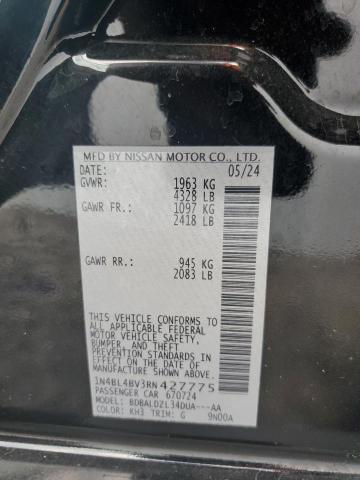 MFD BY NISSAN MOTOR CO., LTD.
DATE: 05/24
GVWR: 1963 KG
4328 LB
GAWR FR: 1097 KG
2418 LB
GAWR RR: 945 KG
2083 LB
THIS VEHICLE CONFORMS TO ALL
APPLICABLE FEDERAL
MOTOR VEHICLE SAFETY,
BUMPER, AND THEFT
PREVENTION STANDARDS
IN EFFECT ON THE DATE OF
MANUFACTURE SHOWN ABOVE.
1N4BL4BV3RN427775
PASSENGER CAR 670724
MODEL: BDBALDZL34DUA---AA
COLOR: KH3 TRIM: G 9N00A